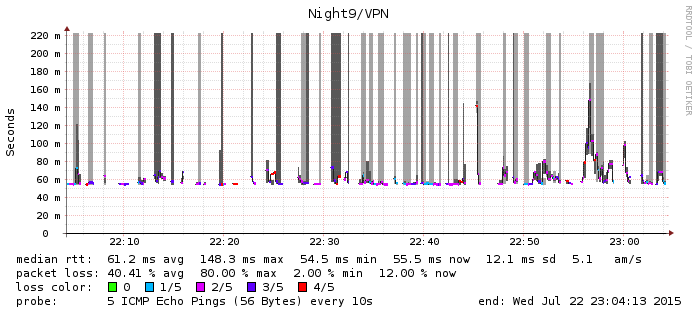 Night9/VPN
RRDTOOL / TOBI OETIKER
Seconds
220 m
200 m
180 m
160 m
140 m
120 m
100 m
80 m
60 m
40 m
20 m
0
22:10 22:20 22:30 22:40 22:50 23:00
median rtt: 61.2 ms avg 148.3 ms max 54.5 ms min 55.5 ms now 12.1 ms sd 5.1 am/s
packet loss: 40.41 % avg 80.00 % max 2.00 % min 12.00 % now
loss color: 0 1/5 2/5 3/5 4/5
probe: 5 ICMP Echo Pings (56 Bytes) every 10s end: Wed Jul 22 23:04:13 2015